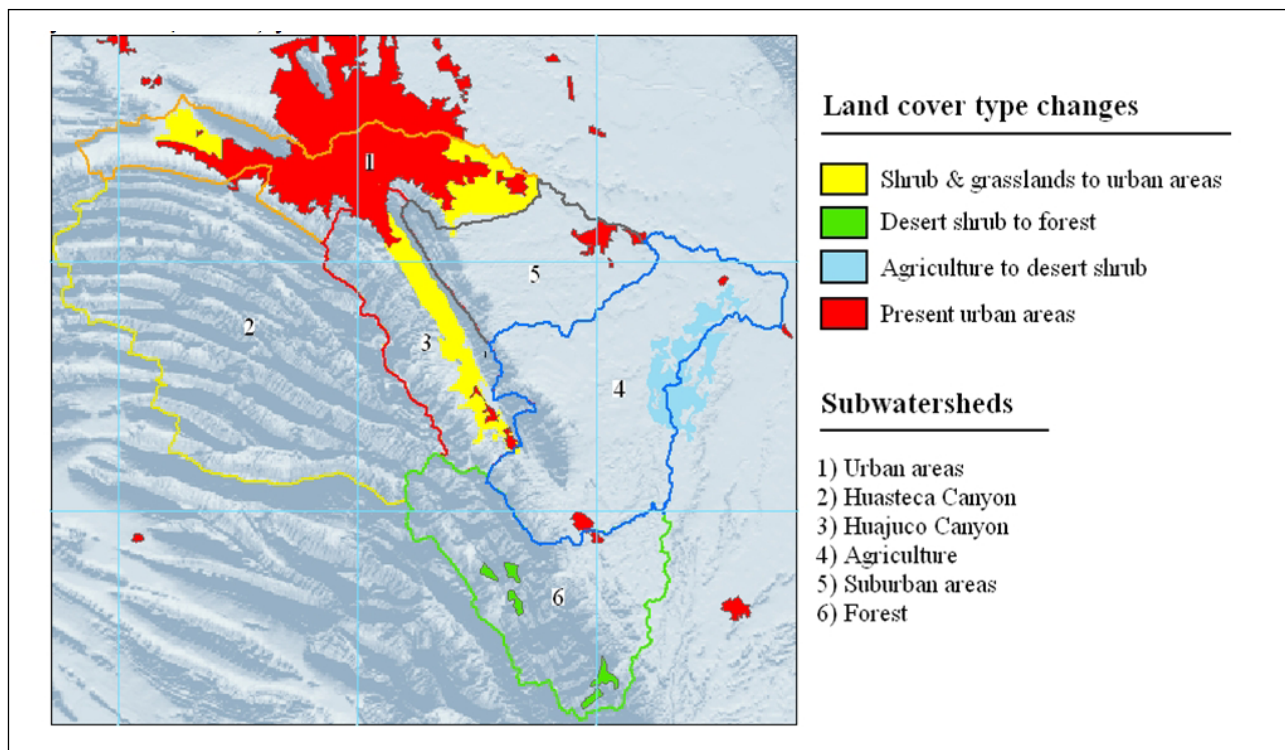 1
2
3
4
5
6
Land cover type changes
Shrub & grasslands to urban areas
Desert shrub to forest
Agriculture to desert shrub
Present urban areas
Subwatersheds
1) Urban areas
2) Huasteca Canyon
3) Huajuco Canyon
4) Agriculture
5) Suburban areas
6) Forest